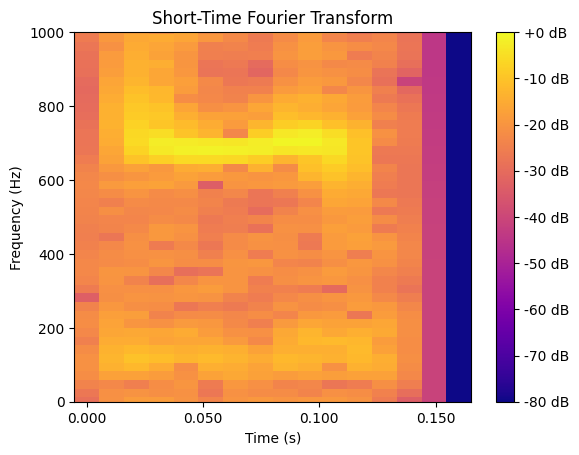 Short-Time Fourier Transform
Frequency (Hz)
1000
800
600
400
200
0
0.000
0.050
0.100
0.150
Time (s)
+0 dB
-10 dB
-20 dB
-30 dB
-40 dB
-50 dB
-60 dB
-70 dB
-80 dB